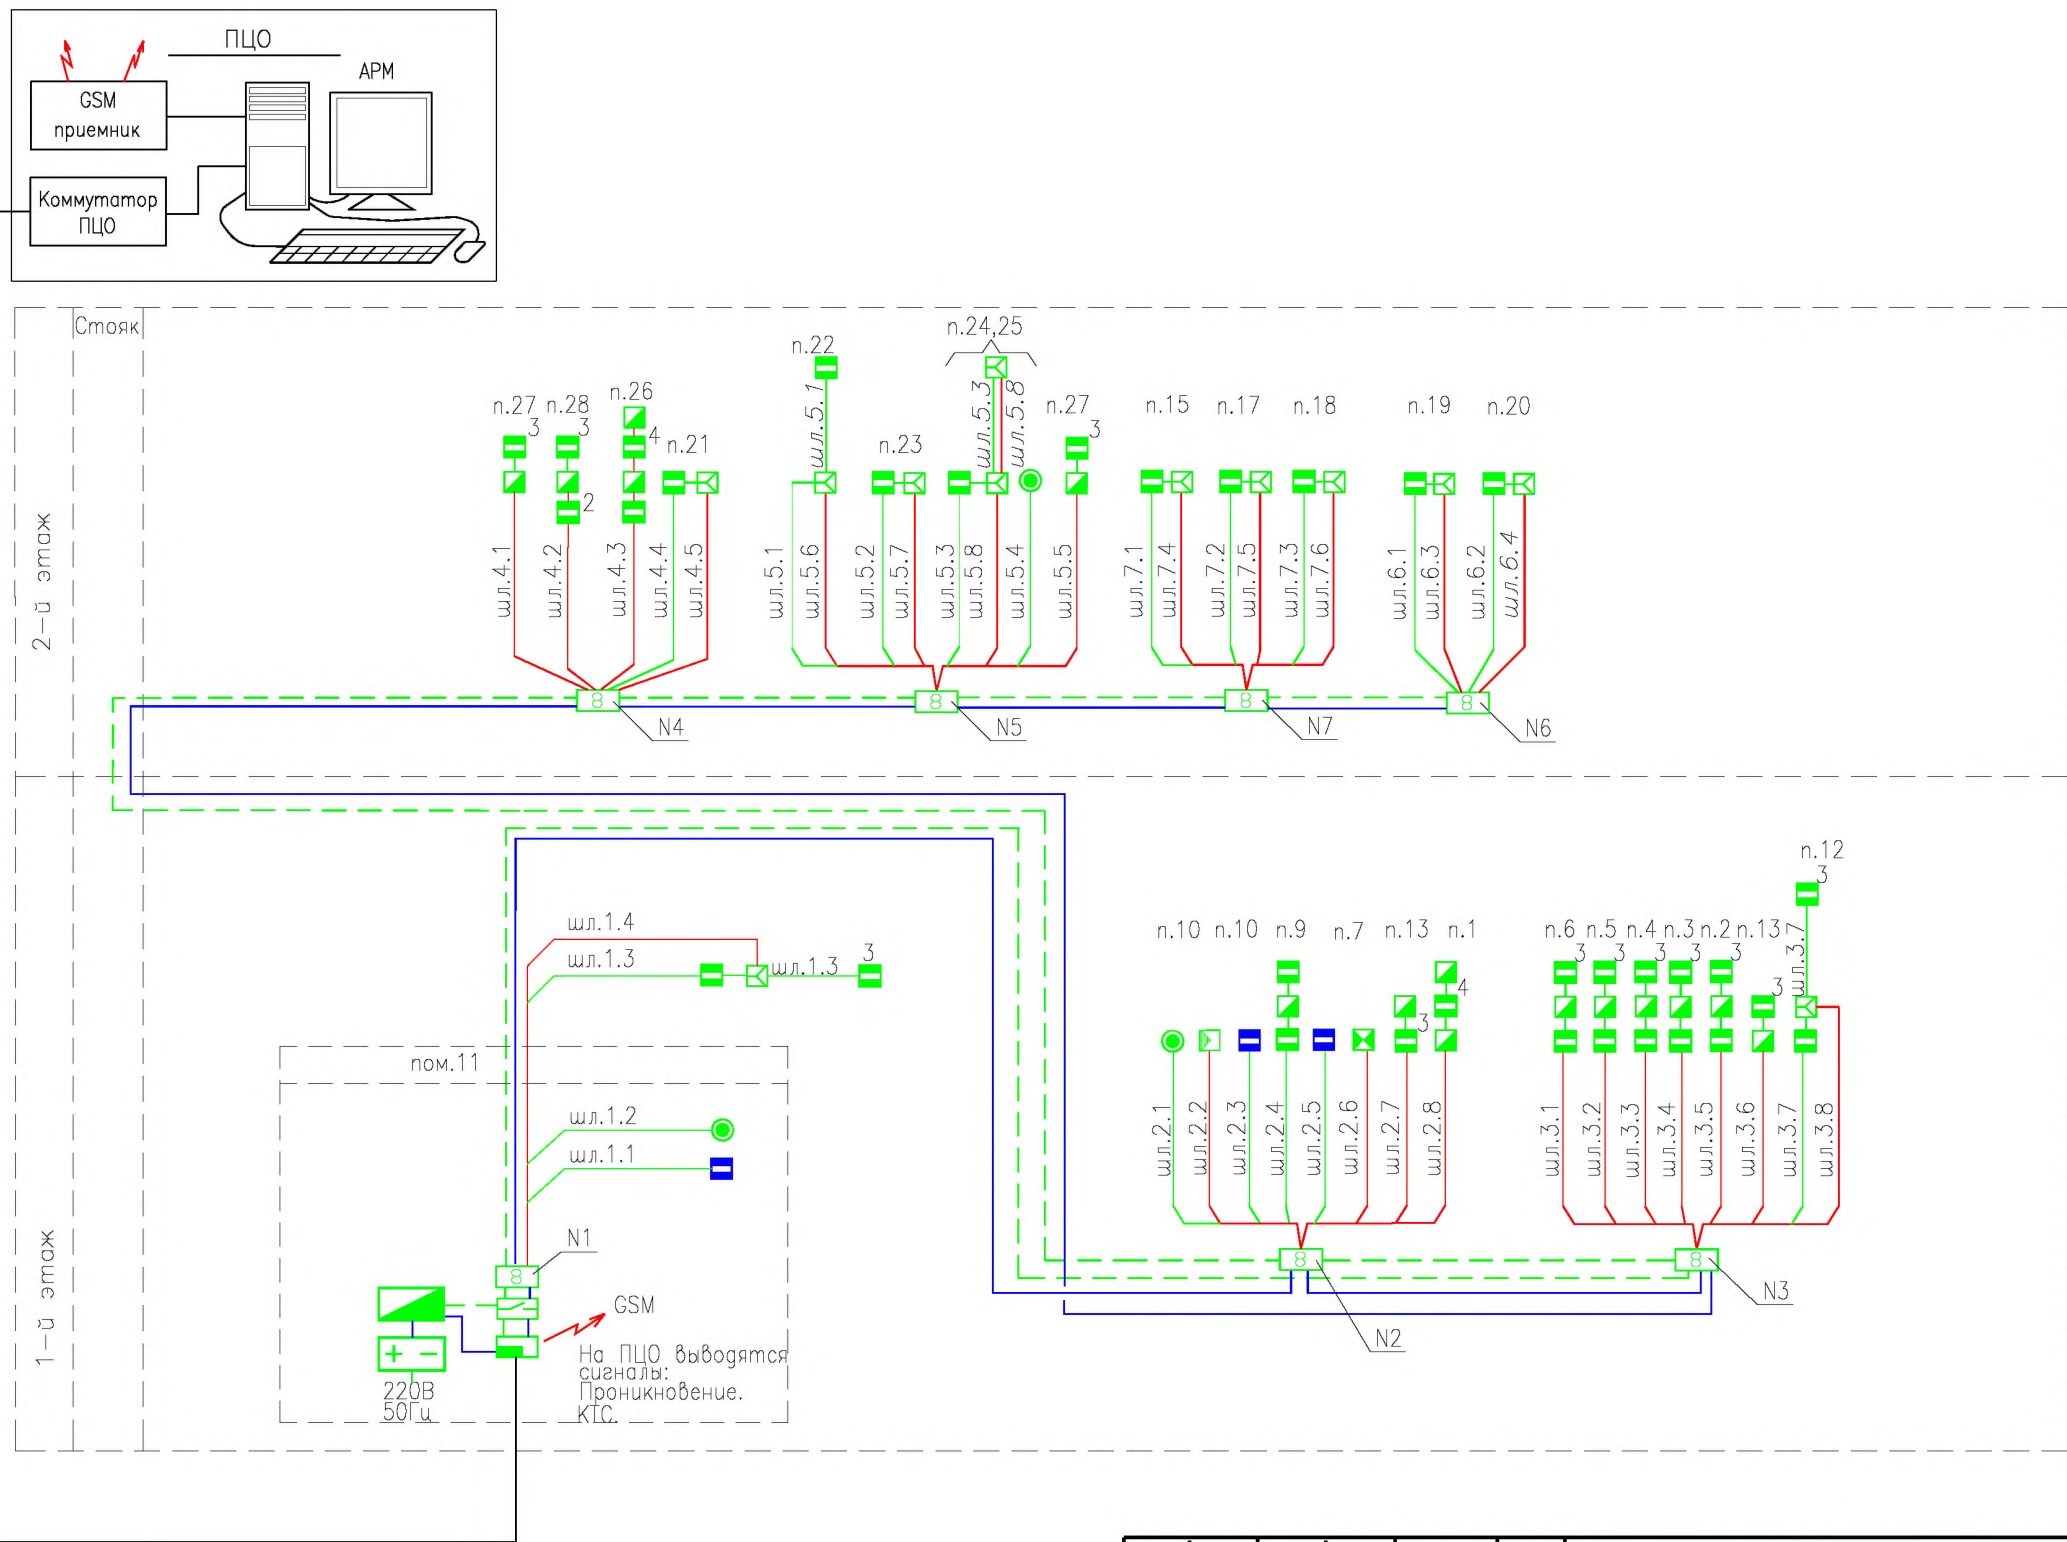 ПЦО
АРМ
GSM
приемник
Коммутатор
ПЦО
Стояк
2-й этаж
п.24,25
п.22
п.26
п.27
п.28
п.27
п.15
п.17
п.18
п.19
п.20
3
3
4
3
п.21
п.23
2
шл.5.1
шл.5.3
шл.5.8
шл.4.1
шл.4.2
шл.4.3
шл.4.4
шл.4.5
шл.5.1
шл.5.6
шл.5.2
шл.5.7
шл.5.3
шл.5.8
шл.5.4
шл.5.5
шл.7.1
шл.7.4
шл.7.2
шл.7.5
шл.7.3
шл.7.6
шл.6.1
шл.6.3
шл.6.2
шл.6.4
8
8
8
8
N4
N5
N7
N6
1-й этаж
шл.1.4
шл.1.3
шл.1.3
3
пом.11
шл.1.2
шл.1.1
N1
8
GSM
На ПЦО выводятся
сигналы:
Проникновение.
КТС.
+ -
220В
50Гц
п.12
3
п.10
п.10
п.9
п.7
п.13
п.1
п.6
п.5
п.4
п.3
п.2
п.13
3
3
3
3
3
3
3
4
шл.3.7
шл.2.1
шл.2.2
шл.2.3
шл.2.4
шл.2.5
шл.2.6
шл.2.7
шл.2.8
шл.3.1
шл.3.2
шл.3.3
шл.3.4
шл.3.5
шл.3.6
шл.3.7
шл.3.8
8
8
N2
N3